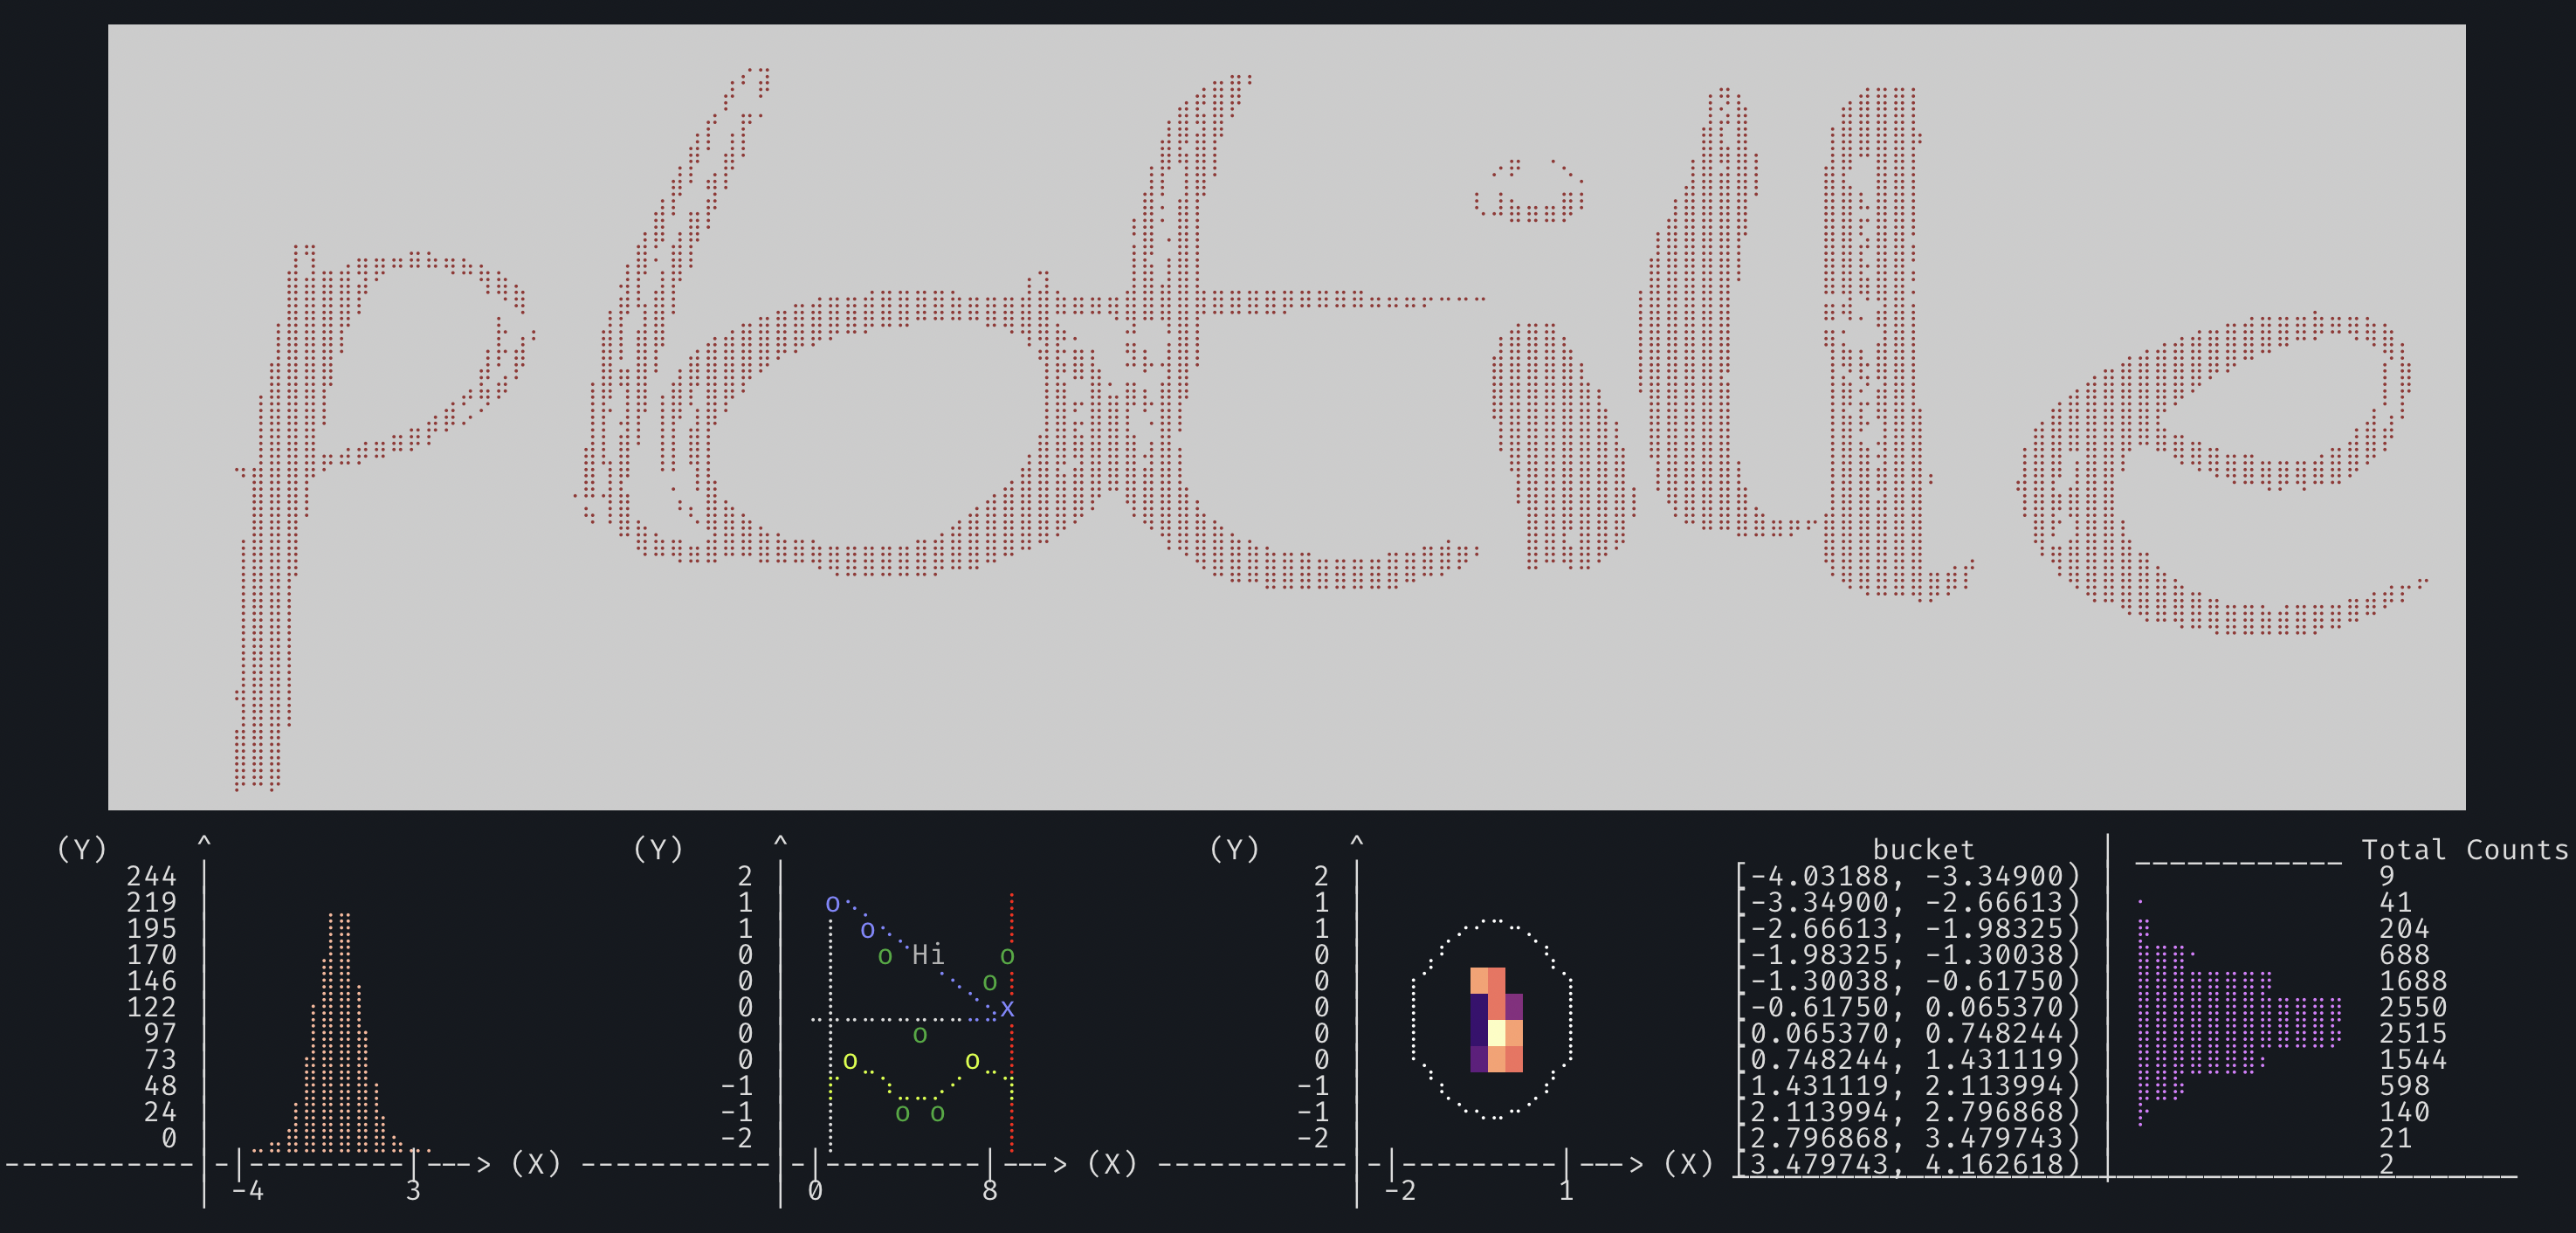 plotille
(Y) ^ (Y) ^ (Y) ^ bucket Total Counts
244 2 2 [-4.03188, -3.34900) 9
219 1 1 [-3.34900, -2.66613) 41
195 1 1 [-2.66613, -1.98325) 204
170 0 Hi 0 [-1.98325, -1.30038) 688
146 0 0 [-1.30038, -0.61750) 1688
122 0 x 0 [-0.61750, 0.065370) 2550
97 0 0 [0.065370, 0.748244) 2515
73 0 0 [0.748244, 1.431119) 1544
48 -1 -1 [1.431119, 2.113994) 598
24 -1 -1 [2.113994, 2.796868) 140
0 -2 -2 [2.796868, 3.479743) 21
(X) (X) (X) [3.479743, 4.162618) 2
-4 3 0 8 -2 1